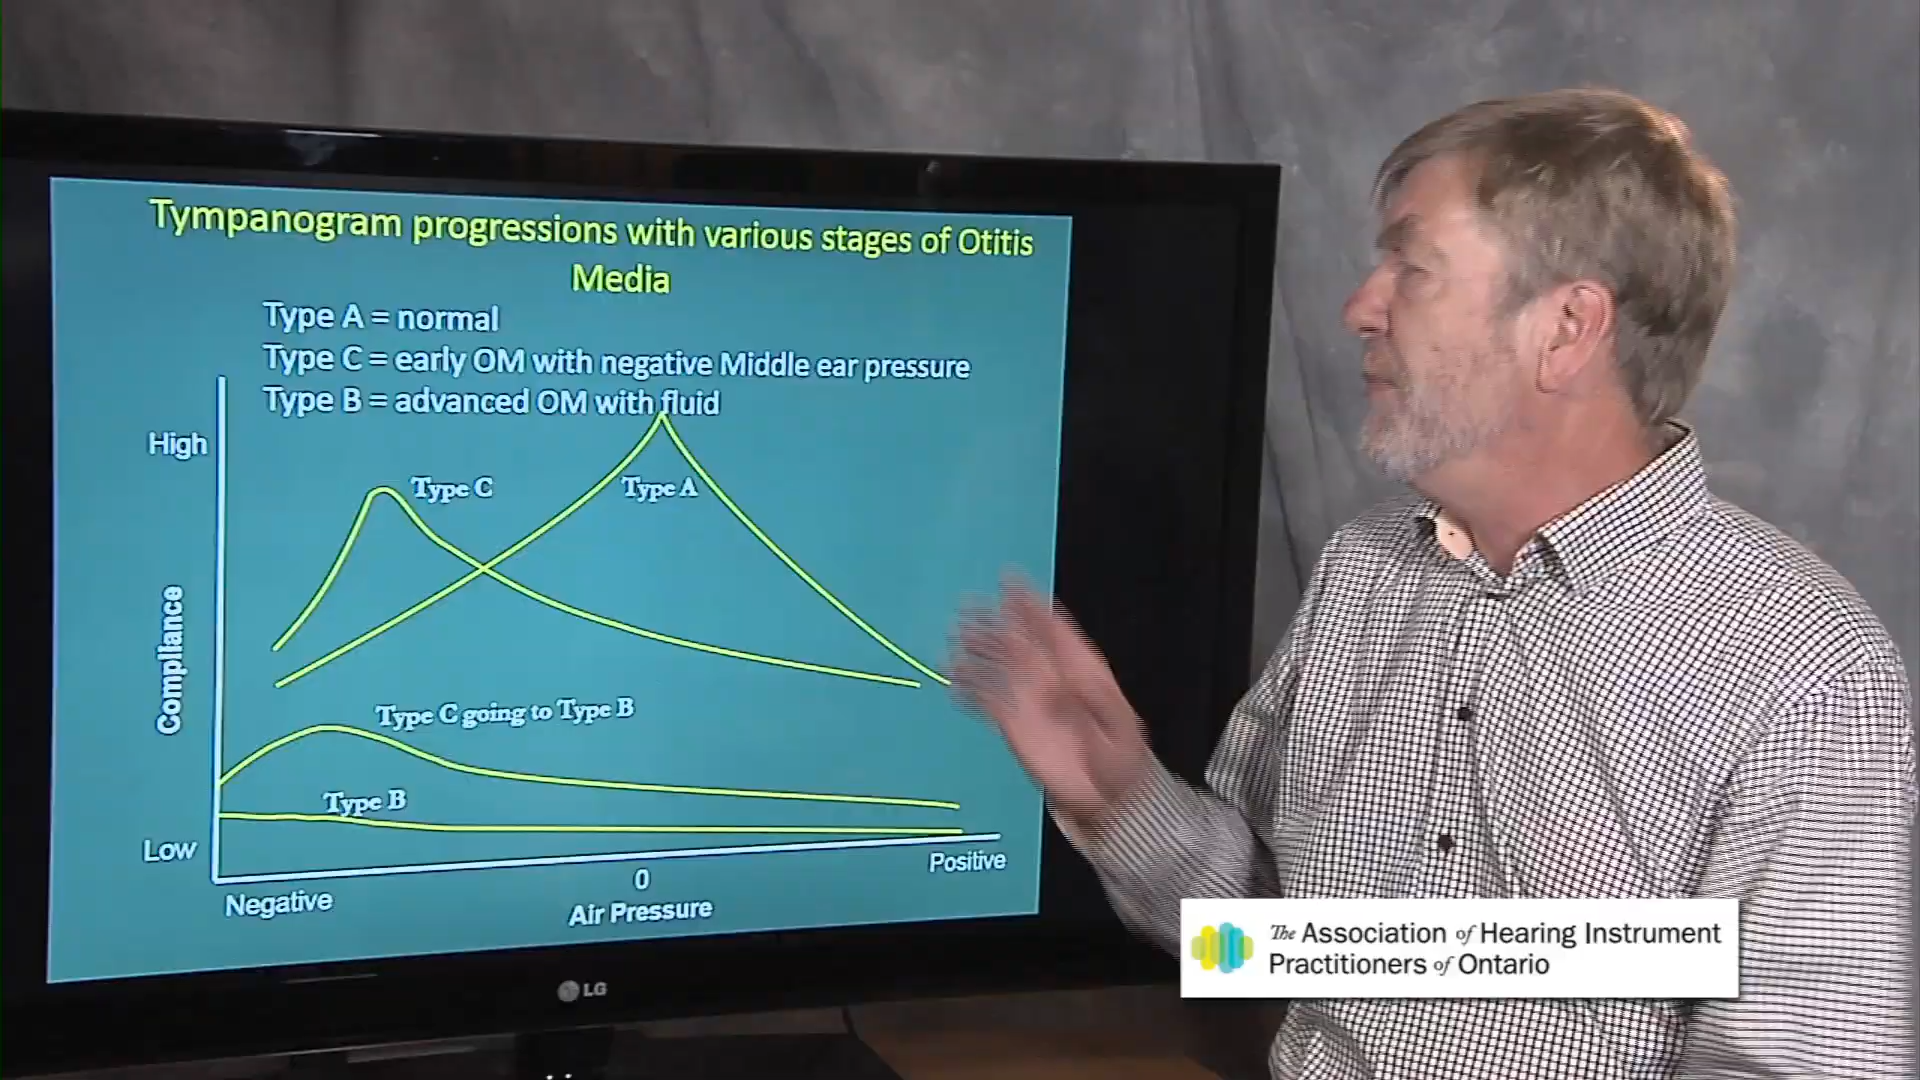 Tympanogram progressions with various stages of Otitis
Media
Type A = normal
Type C = early OM with negative Middle ear pressure
Type B = advanced OM with fluid
High
Type C
Type A
Compliance
Type C going to Type B
Type B
Low
Negative
0
Positive
Air Pressure
LG
The Association of Hearing Instrument
Practitioners of Ontario